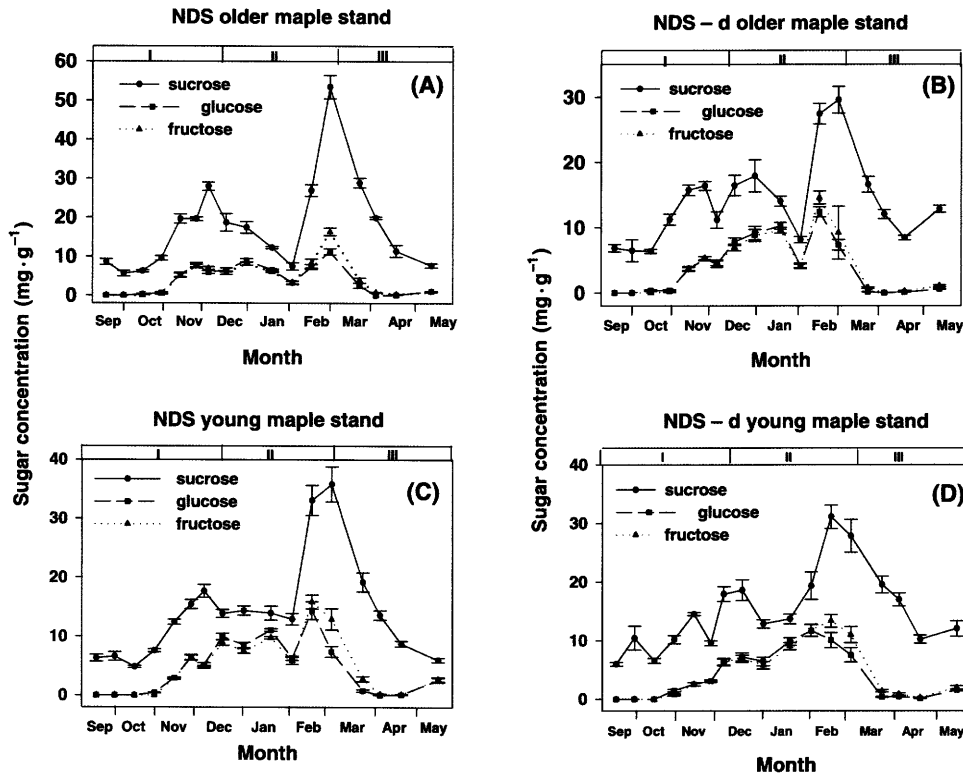 NDS older maple stand
I II III
60
50
40
30
20
10
0
sucrose
glucose
fructose
(A)
Sep Oct Nov Dec Jan Feb Mar Apr May
Month
Sugar concentration (mg·g⁻¹)
NDS – d older maple stand
I II III
30
20
10
0
sucrose
glucose
fructose
(B)
Sep Oct Nov Dec Jan Feb Mar Apr May
Month
Sugar concentration (mg·g⁻¹)
NDS young maple stand
I II III
40
30
20
10
0
sucrose
glucose
fructose
(C)
Sep Oct Nov Dec Jan Feb Mar Apr May
Month
NDS – d young maple stand
I II III
40
30
20
10
0
sucrose
glucose
fructose
(D)
Sep Oct Nov Dec Jan Feb Mar Apr May
Month